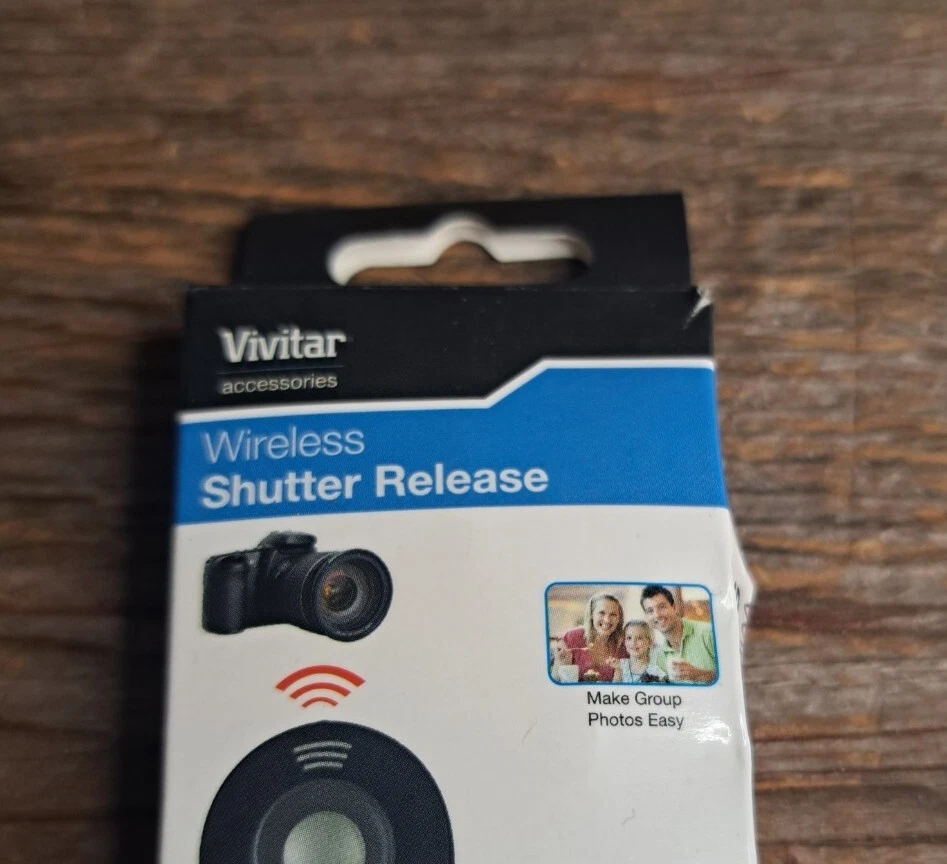 Vivitar
accessories
Wireless
Shutter Release
Make Group
Photos Easy